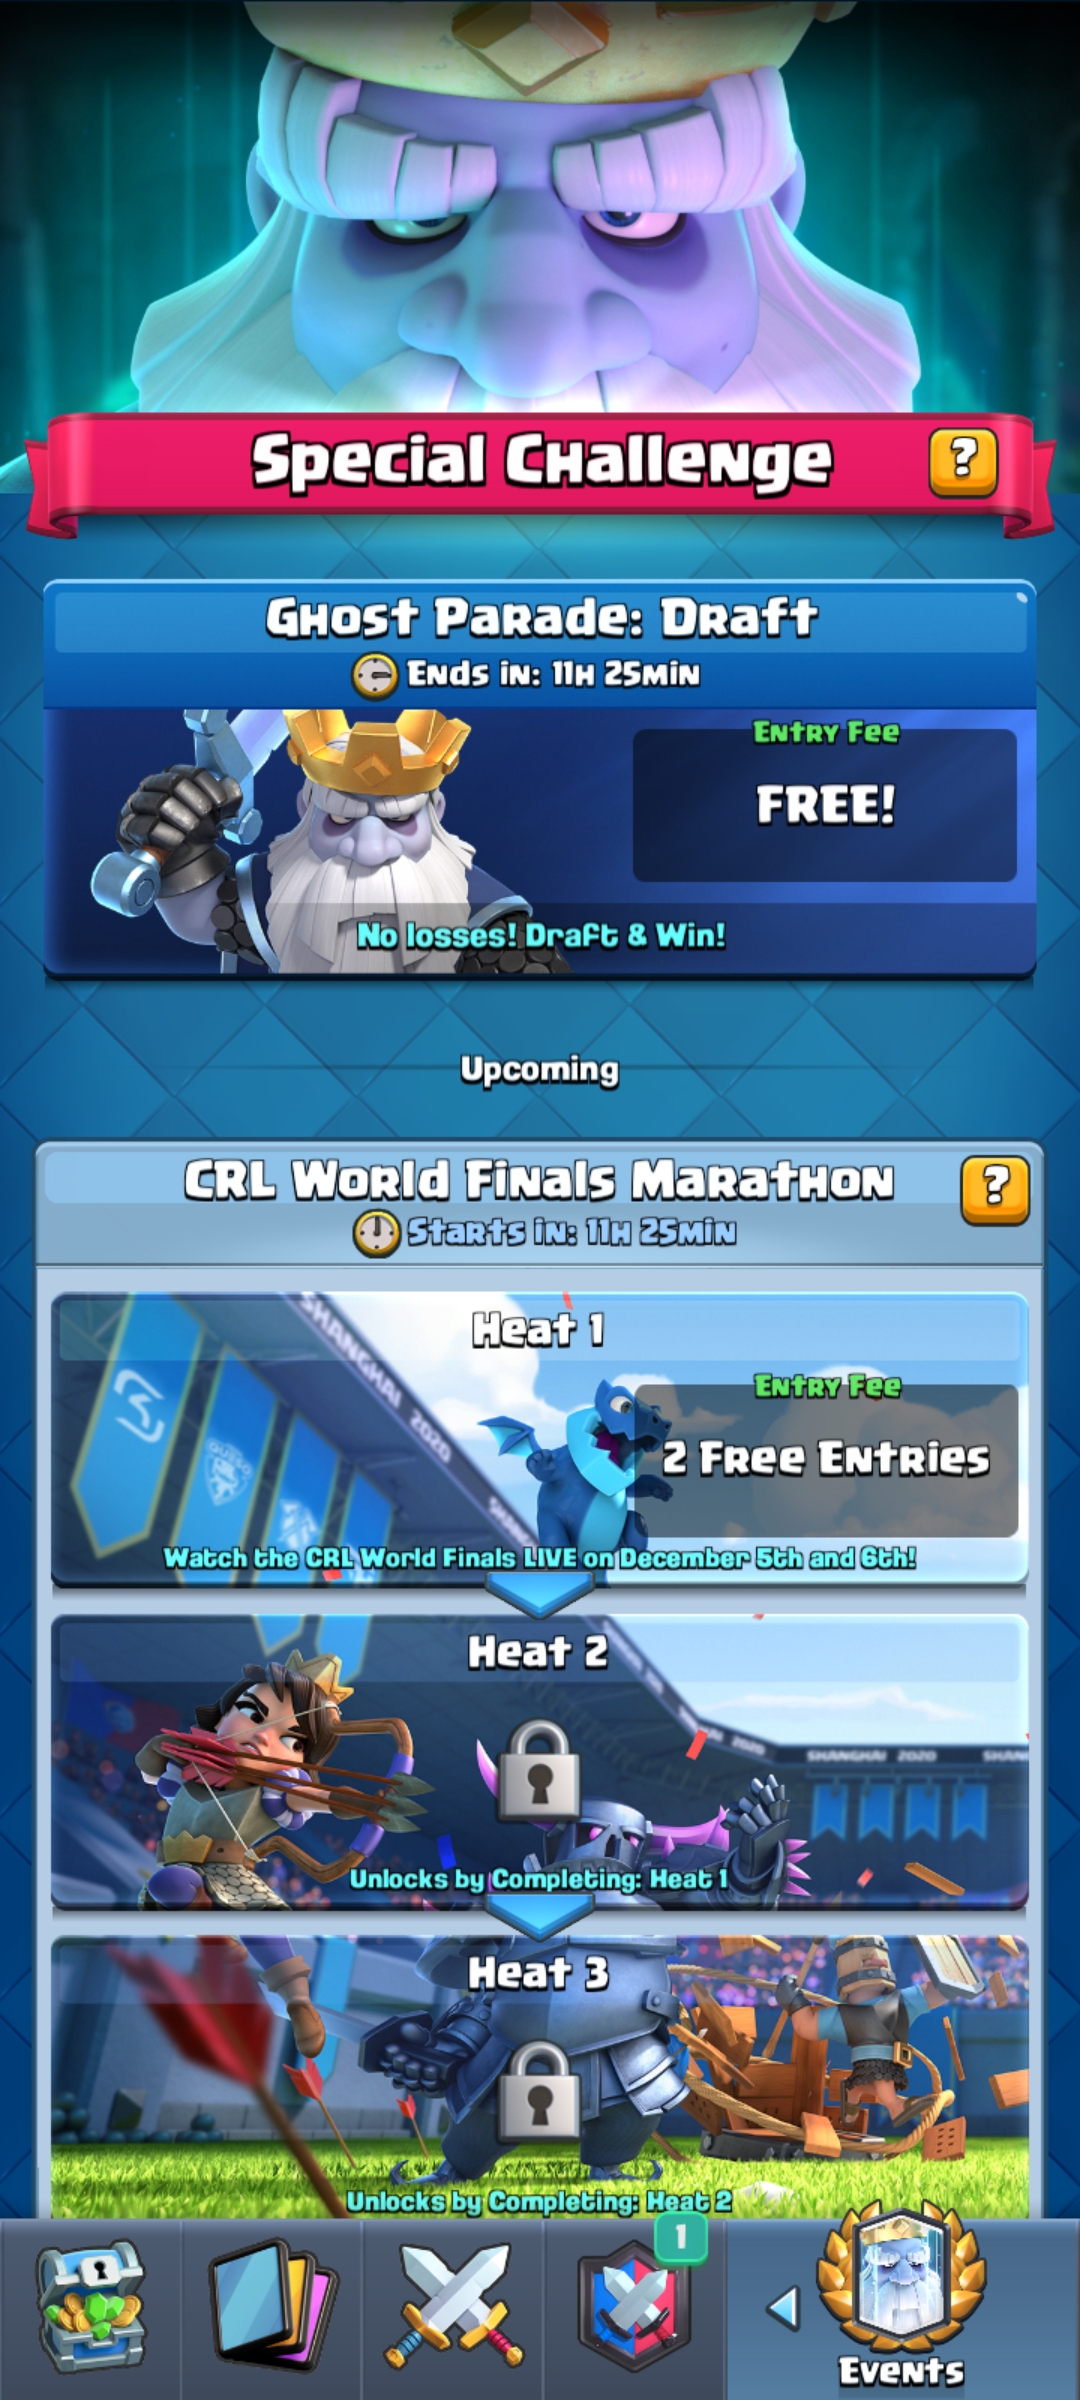 Special Challenge
?
Ghost Parade: Draft
Ends in: 11h 25min
Entry Fee
FREE!
No losses! Draft & Win!
Upcoming
CRL World Finals Marathon
?
Starts in: 11h 25min
Heat 1
SHANGHAI 2020
Entry Fee
2 Free Entries
Watch the CRL World Finals LIVE on December 5th and 6th!
Heat 2
2020
SHANGHAI 2020
Unlocks by Completing: Heat 1
Heat 3
Unlocks by Completing: Heat 2
1
Events